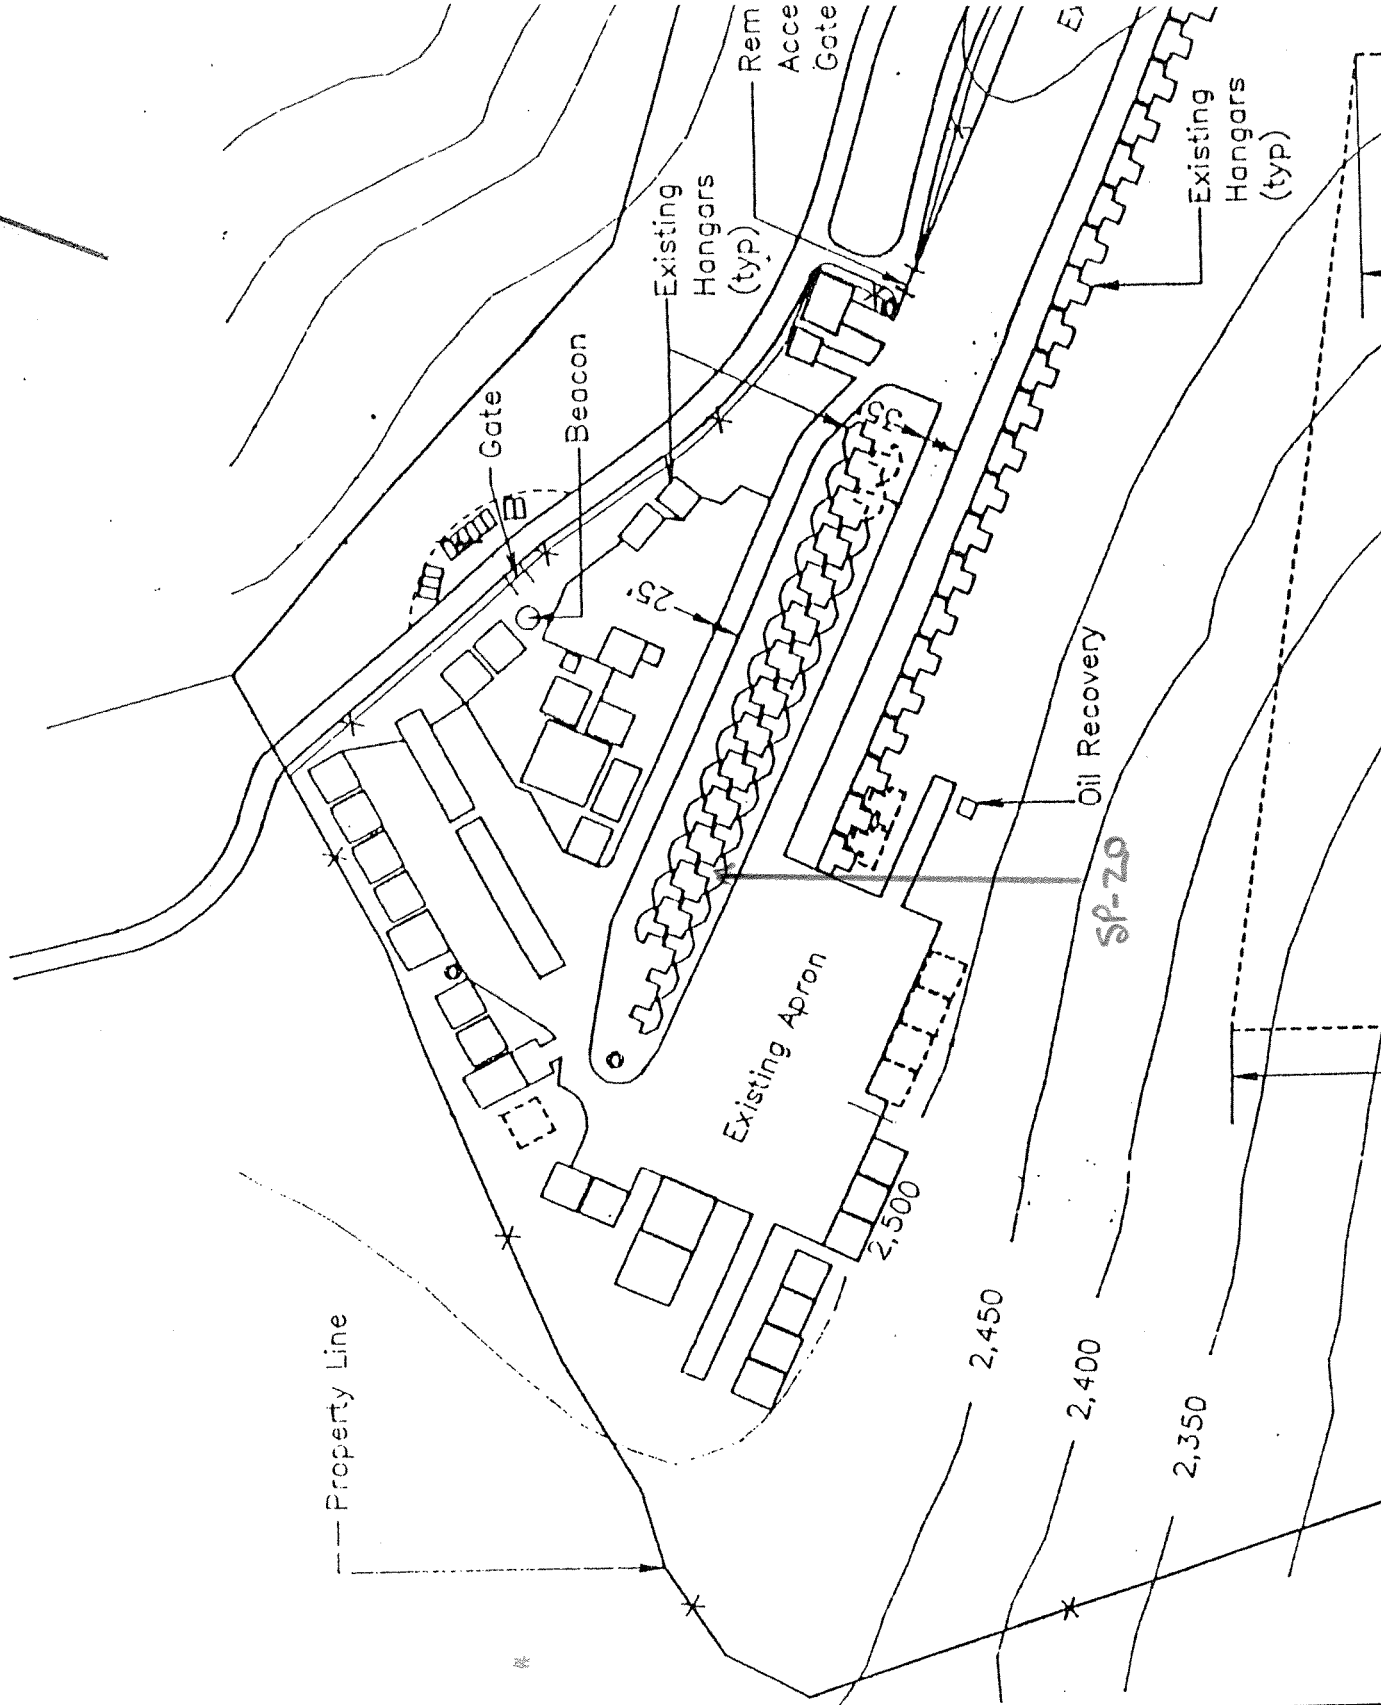 Rem
Acce
Gate
Existing
Hangars
(typ)
Existing
Hangars
(typ)
Gate
Beacon
35'
25'
Oil Recovery
SP-20
Existing Apron
2,500
2,450
2,400
2,350
Property Line